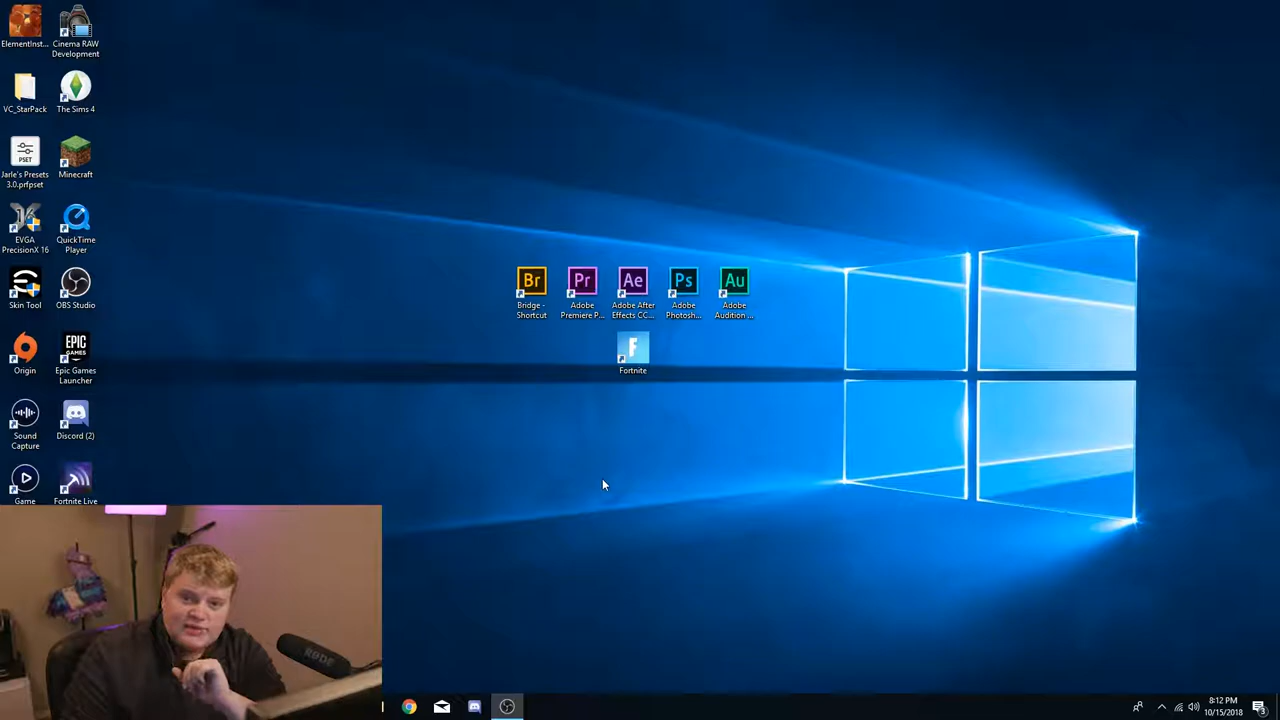 ElementInst...
Cinema RAW
Development
VC_StarPack
The Sims 4
PSET
Jarle's Presets
3.0.prfpset
Minecraft
EVGA
PrecisionX 16
QuickTime
Player
Skin Tool
OBS Studio
Origin
EPIC
GAMES
Epic Games
Launcher
Sound
Capture
Discord (2)
Game
Fortnite Live
Br
Bridge -
Shortcut
Pr
Adobe
Premiere P...
Ae
Adobe After
Effects CC...
Ps
Adobe
Photosh...
Au
Adobe
Audition ...
F
Fortnite
RØDE
8:12 PM
10/15/2018
3